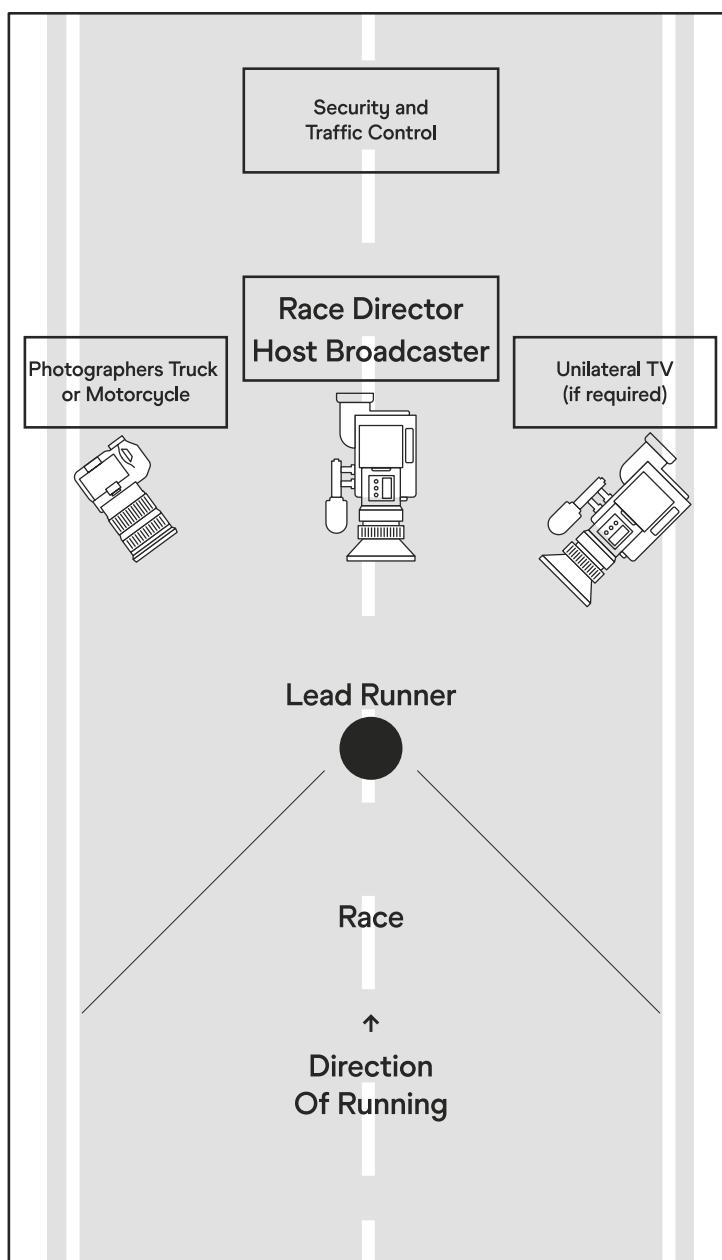 Security and
Traffic Control
Race Director
Host Broadcaster
Photographers Truck
or Motorcycle
Unilateral TV
(if required)
Lead Runner
Race
Direction
Of Running